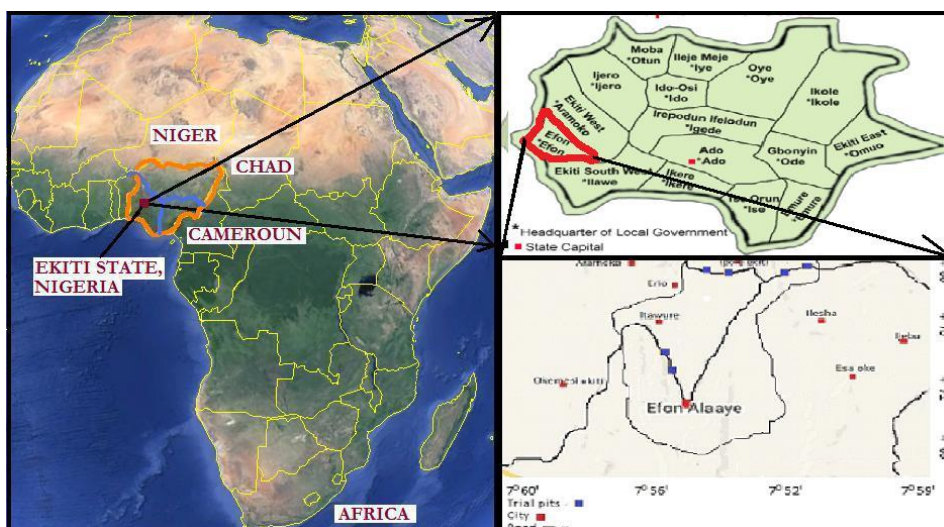 NIGER
CHAD
CAMEROUN
EKITI STATE,
NIGERIA
AFRICA
Moba
*Otun
Ileje Meje
*Iye
Oye
*Oye
Ijero
*Ijero
Ido-Osi
*Ido
Ikole
*Ikole
Ekiti West
*Aramoko
Irepodun Ifelodun
*Igede
Efon
*Efon
Ado
*Ado
Gbonyin
*Ode
Ekiti East
*Omuo
Ekiti South West
*Ilawe
Ikere
*Ikere
Orun
*Ise
* Headquarter of Local Government
State Capital
Erio
Itawure
Ilesha
Esa oke
Efon Alaaye
7°60
7°55
7°52
7°59
Trial pits -
City -